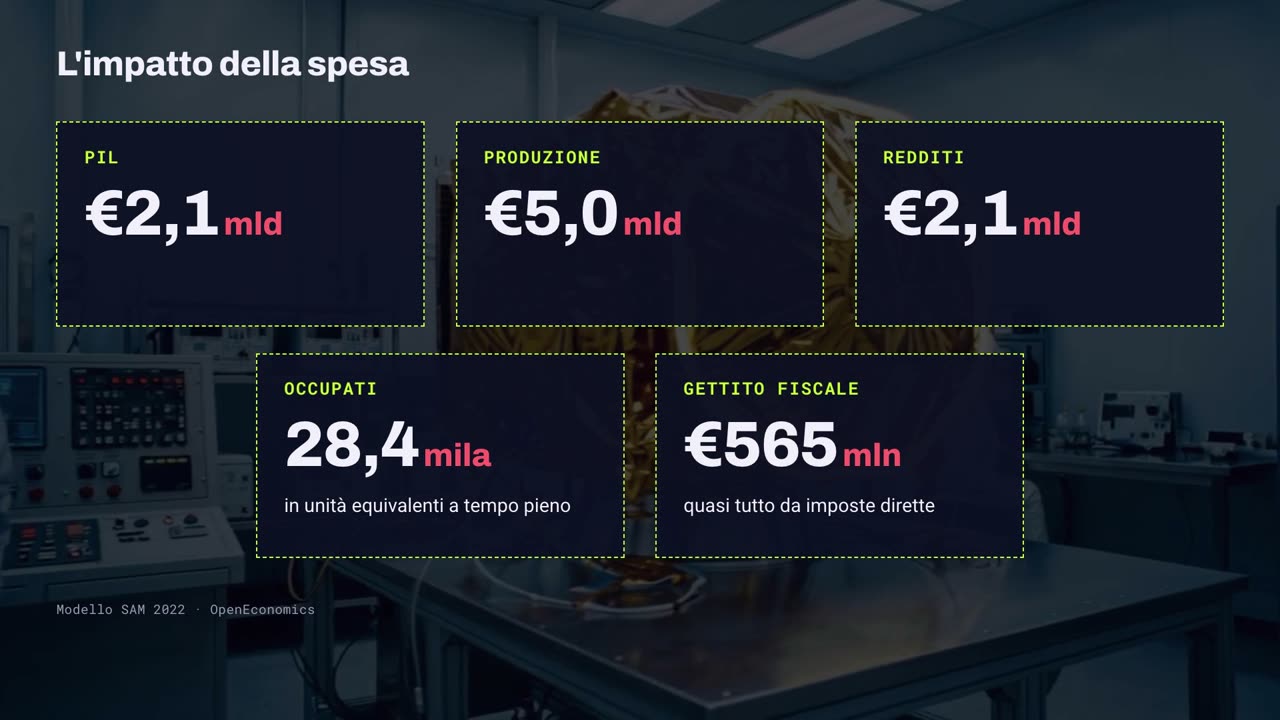 L'impatto della spesa
PIL
€2,1 mld
PRODUZIONE
€5,0 mld
REDDITI
€2,1 mld
OCCUPATI
28,4 mila
in unità equivalenti a tempo pieno
GETTITO FISCALE
€565 mln
quasi tutto da imposte dirette
Modello SAM 2022 · OpenEconomics